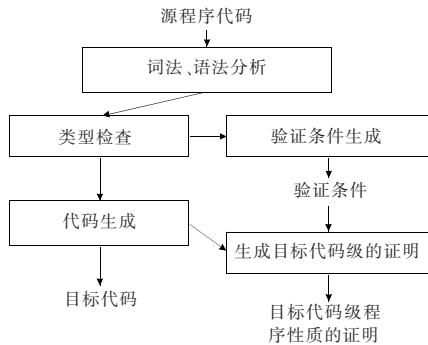 源程序代码
词法、语法分析
类型检查
验证条件生成
验证条件
代码生成
生成目标代码级的证明
目标代码
目标代码级程
序性质的证明